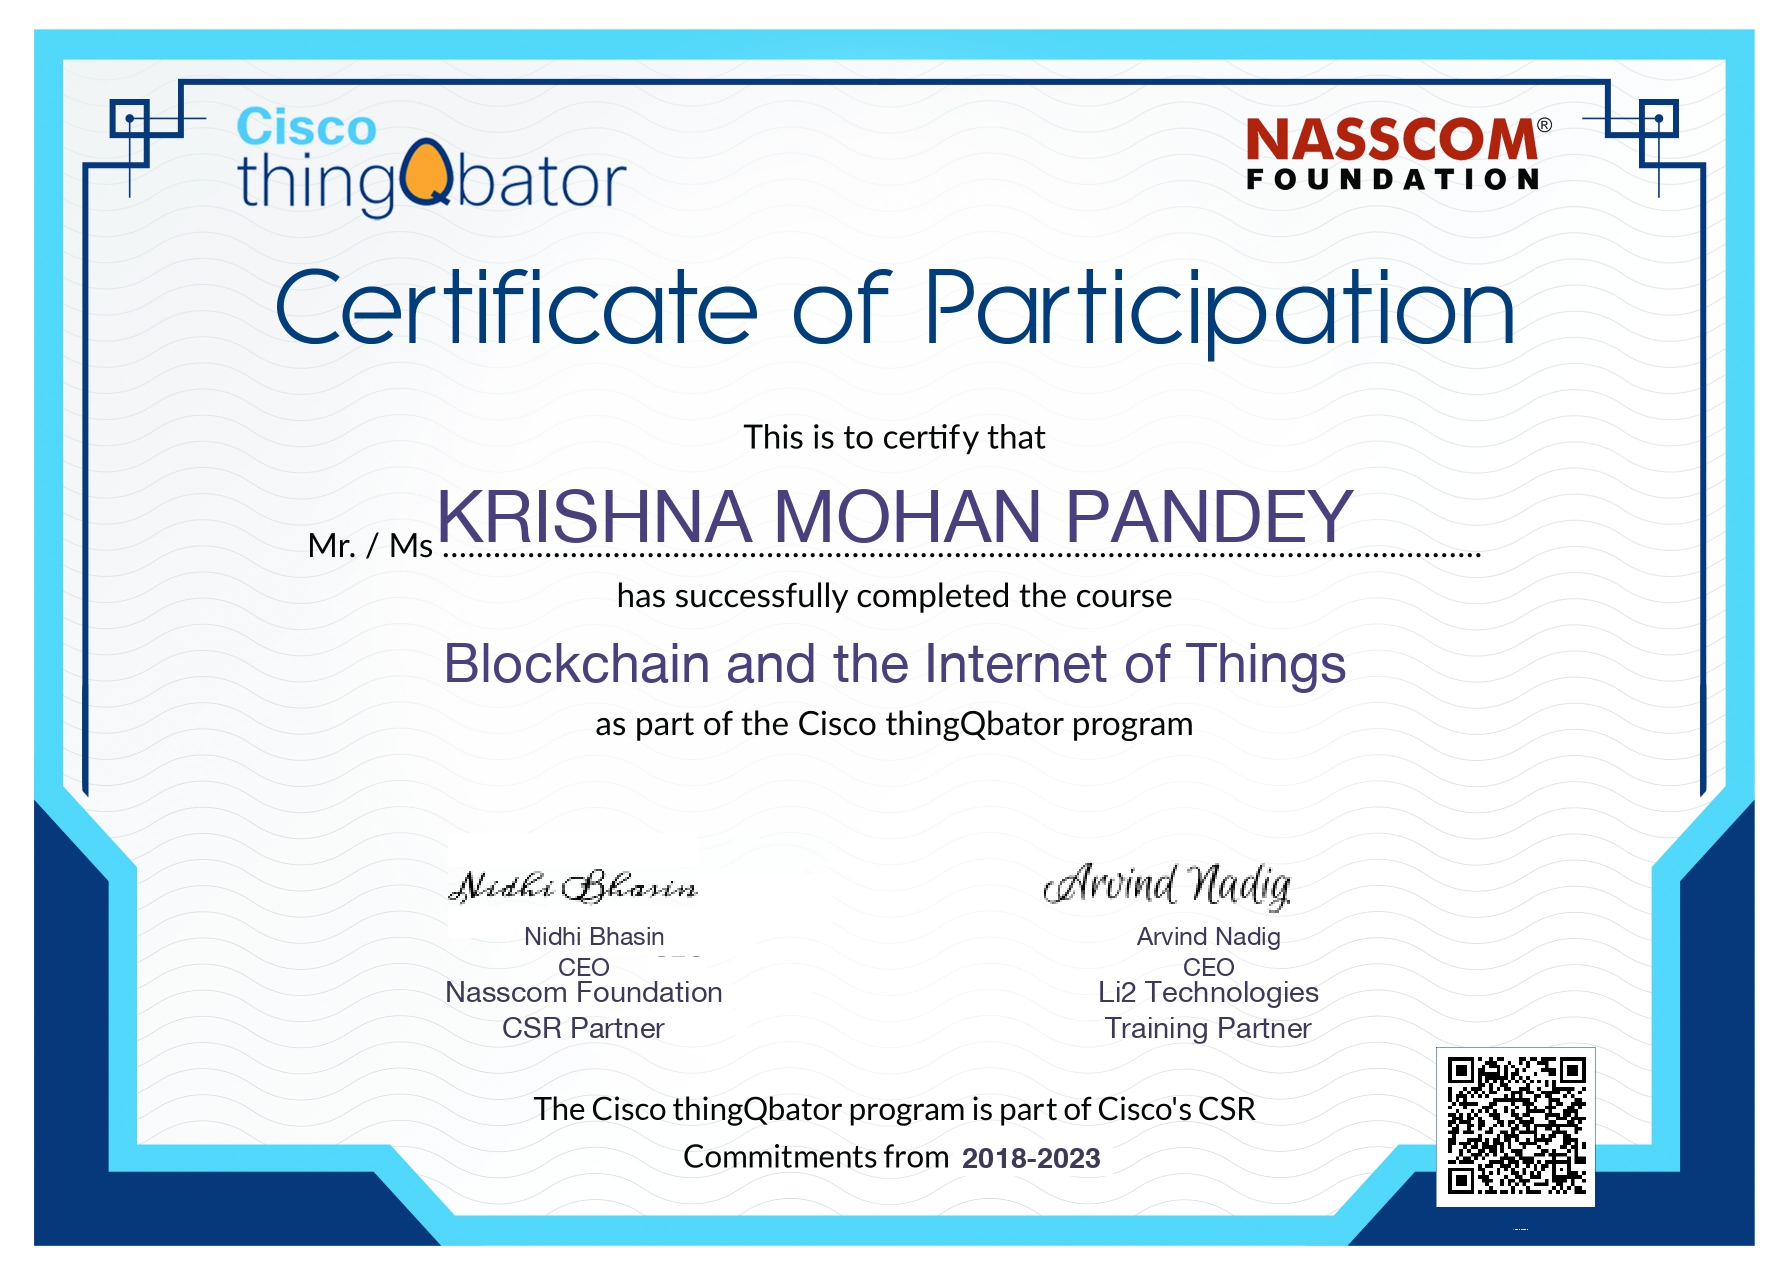 Cisco
thingQbator
NASSCOM®
FOUNDATION
Certificate of Participation
This is to certify that
Mr. / Ms KRISHNA MOHAN PANDEY
has successfully completed the course
Blockchain and the Internet of Things
as part of the Cisco thingQbator program
Nidhi Bhasin
Arvind Nadig
Nidhi Bhasin
CEO
Nasscom Foundation
CSR Partner
Arvind Nadig
CEO
Li2 Technologies
Training Partner
The Cisco thingQbator program is part of Cisco's CSR
Commitments from 2018-2023